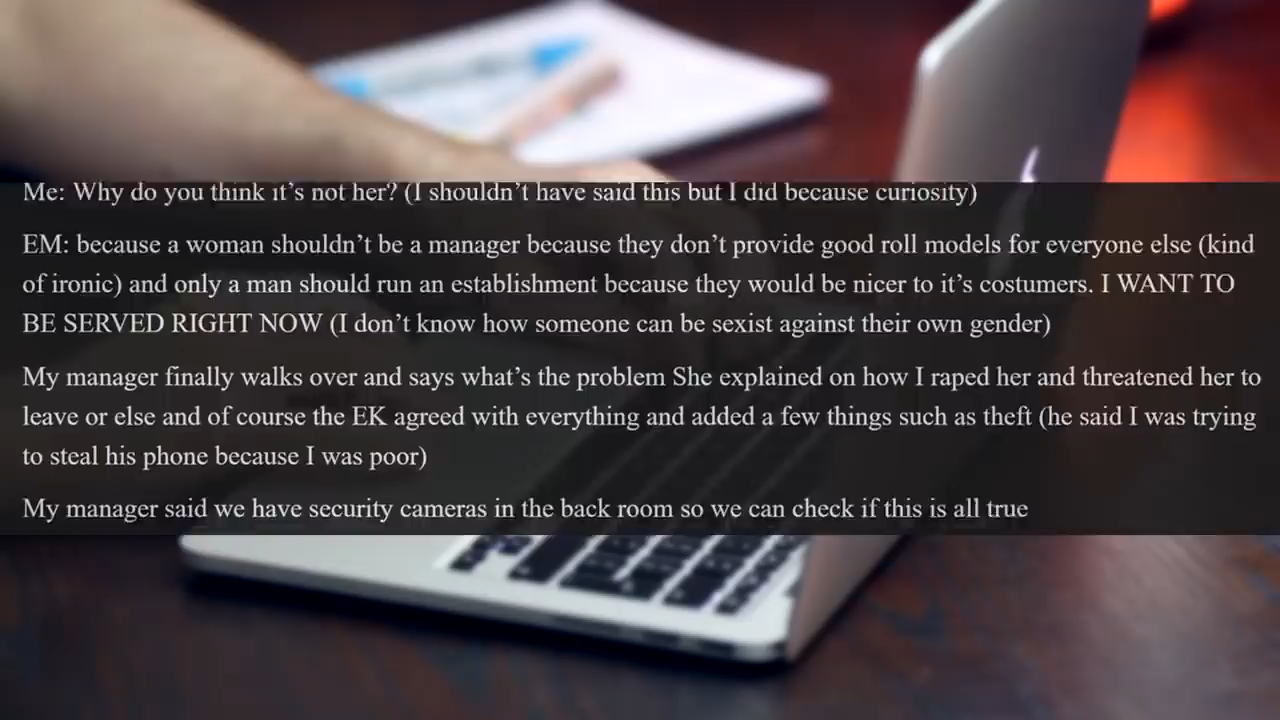 Me: Why do you think it’s not her? (I shouldn’t have said this but I did because curiosity)
EM: because a woman shouldn’t be a manager because they don’t provide good roll models for everyone else (kind
of ironic) and only a man should run an establishment because they would be nicer to it’s costumers. I WANT TO
BE SERVED RIGHT NOW (I don’t know how someone can be sexist against their own gender)
My manager finally walks over and says what’s the problem She explained on how I raped her and threatened her to
leave or else and of course the EK agreed with everything and added a few things such as theft (he said I was trying
to steal his phone because I was poor)
My manager said we have security cameras in the back room so we can check if this is all true